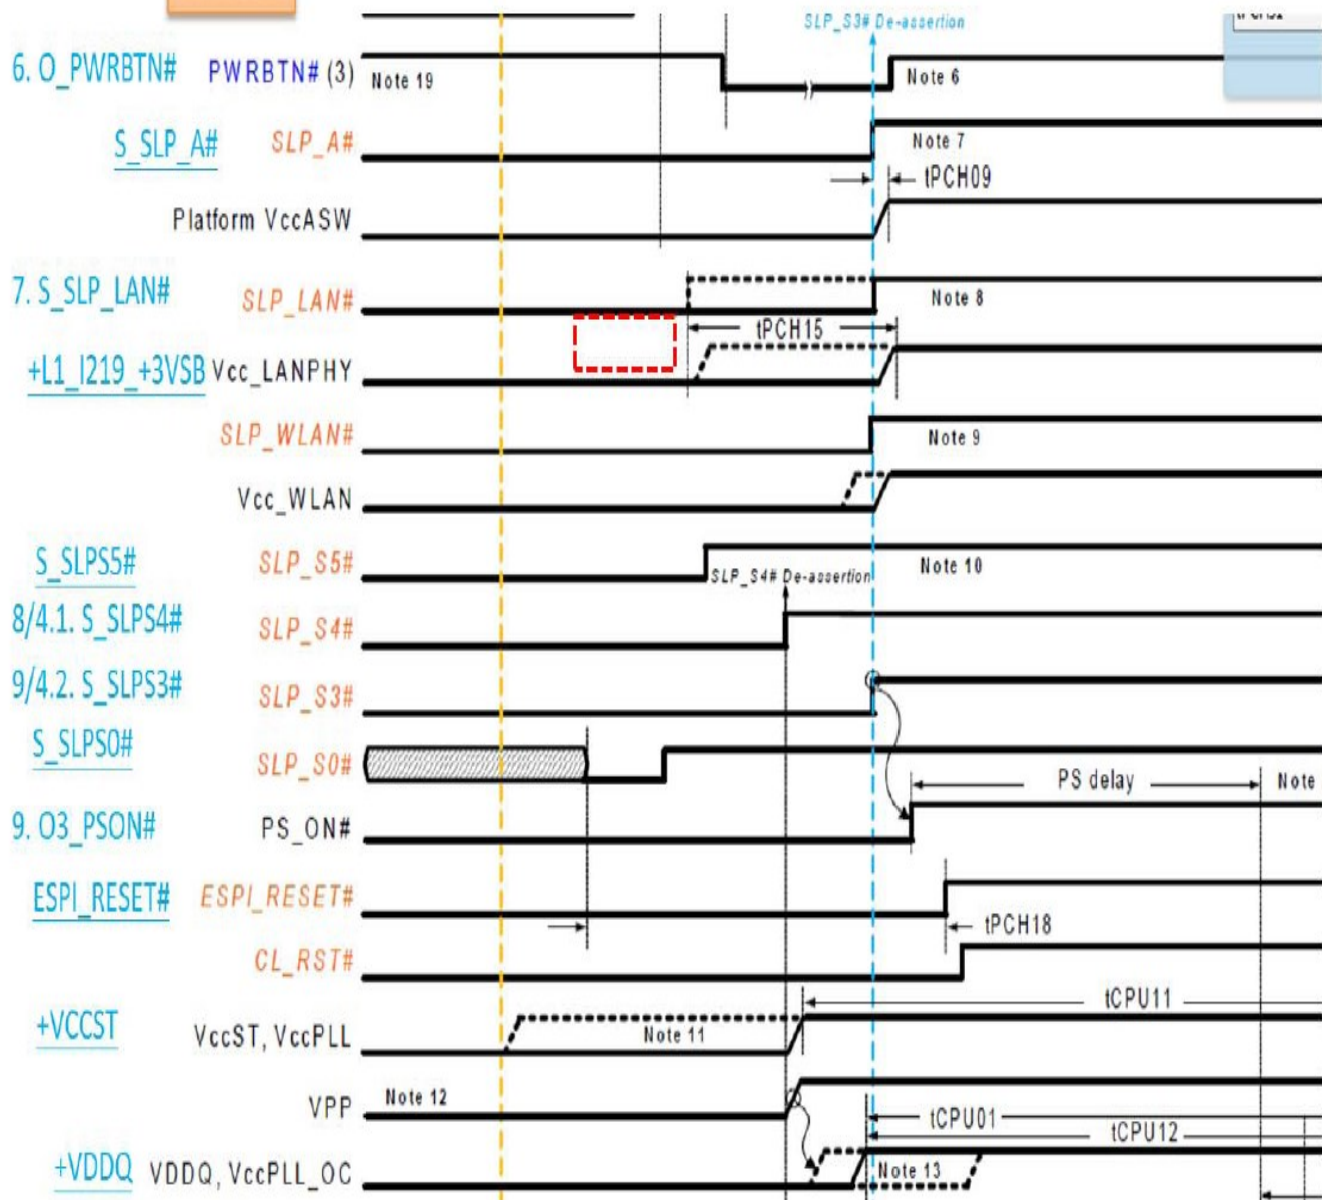 SLP_S3# De-assertion
6. O_PWRBTN# PWRBTN# (3) Note 19 Note 6
S_SLP_A# SLP_A# Note 7
tPCH09
Platform VccASW
7. S_SLP_LAN# SLP_LAN# Note 8
tPCH15
+L1_I219_+3VSB Vcc_LANPHY
SLP_WLAN# Note 9
Vcc_WLAN
S_SLPS5# SLP_S5# Note 10
SLP_S4# De-assertion
8/4.1. S_SLPS4# SLP_S4#
9/4.2. S_SLPS3# SLP_S3#
S_SLPS0# SLP_S0#
PS delay Note
9. O3_PSON# PS_ON#
ESPI_RESET# ESPI_RESET#
tPCH18
CL_RST#
tCPU11
+VCCST VccST, VccPLL Note 11
VPP Note 12
tCPU01
tCPU12
+VDDQ VDDQ, VccPLL_OC Note 13